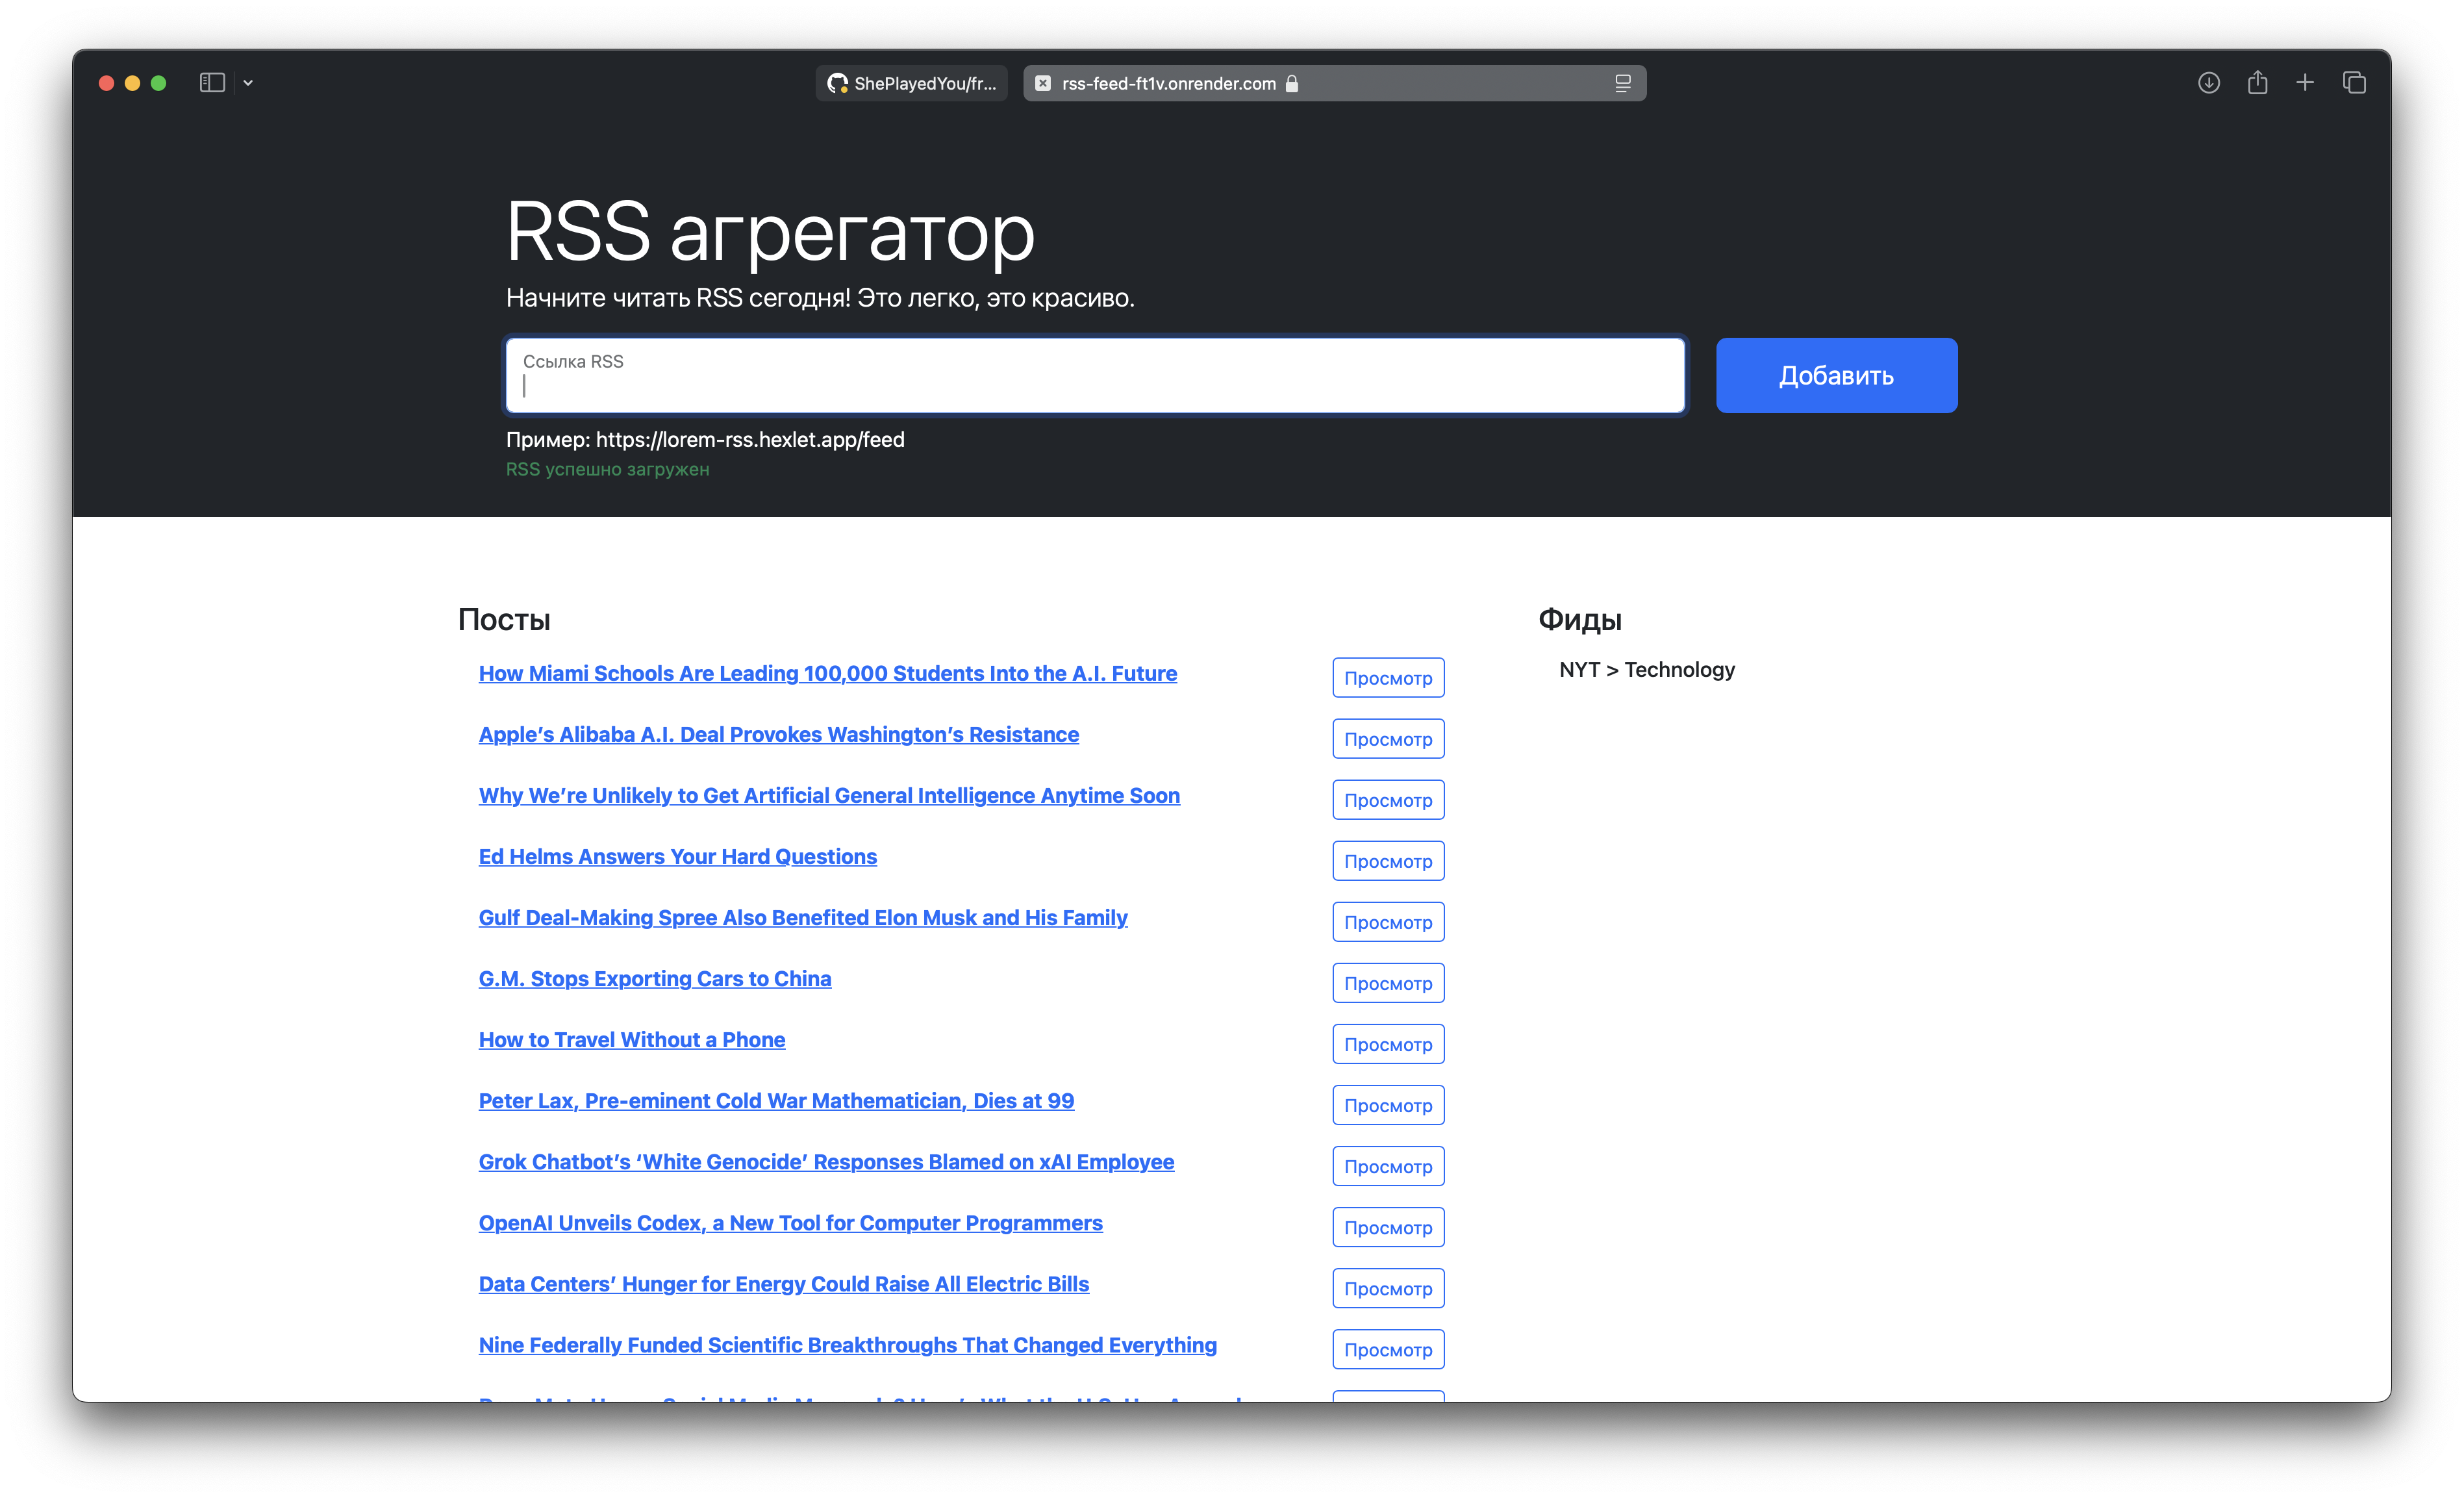 ShePlayedYou/fr...
rss-feed-ft1v.onrender.com
RSS агрегатор
Начните читать RSS сегодня! Это легко, это красиво.
Ссылка RSS
Добавить
Пример: https://lorem-rss.hexlet.app/feed
RSS успешно загружен
Посты
How Miami Schools Are Leading 100,000 Students Into the A.I. Future
Просмотр
Apple’s Alibaba A.I. Deal Provokes Washington’s Resistance
Просмотр
Why We’re Unlikely to Get Artificial General Intelligence Anytime Soon
Просмотр
Ed Helms Answers Your Hard Questions
Просмотр
Gulf Deal-Making Spree Also Benefited Elon Musk and His Family
Просмотр
G.M. Stops Exporting Cars to China
Просмотр
How to Travel Without a Phone
Просмотр
Peter Lax, Pre-eminent Cold War Mathematician, Dies at 99
Просмотр
Grok Chatbot’s ‘White Genocide’ Responses Blamed on xAI Employee
Просмотр
OpenAI Unveils Codex, a New Tool for Computer Programmers
Просмотр
Data Centers’ Hunger for Energy Could Raise All Electric Bills
Просмотр
Nine Federally Funded Scientific Breakthroughs That Changed Everything
Просмотр
Фиды
NYT > Technology